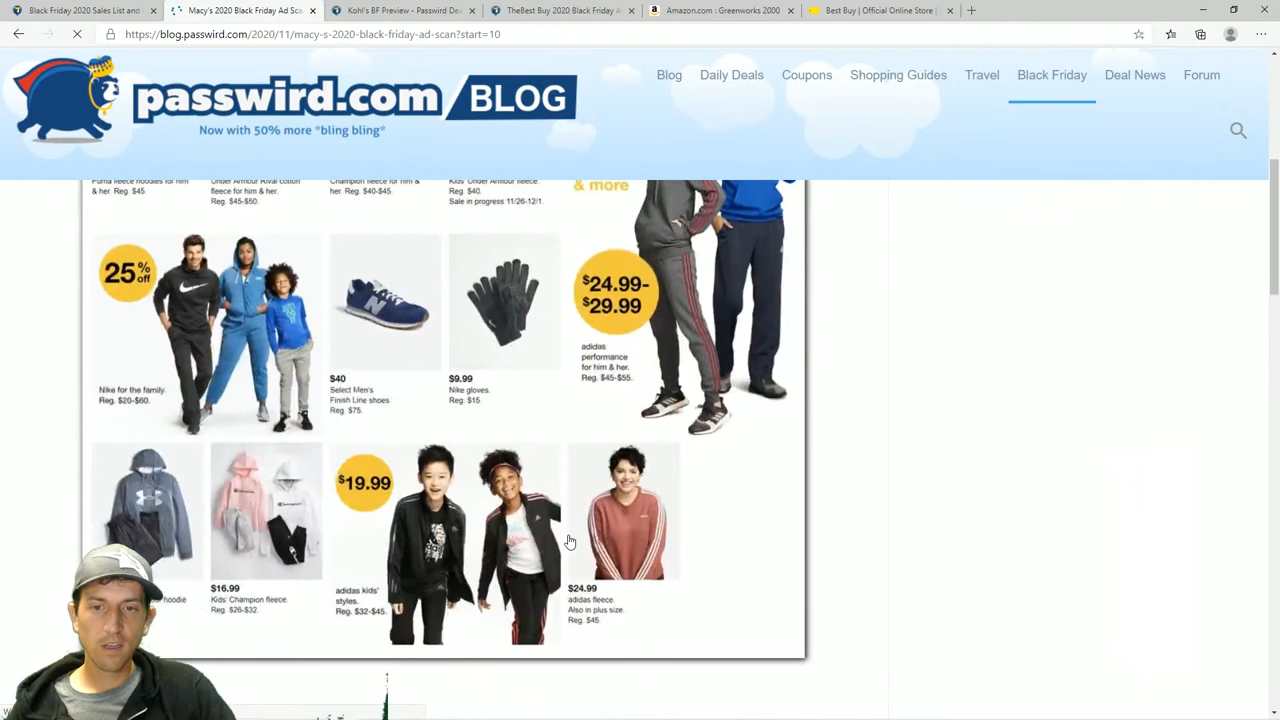 Black Friday 2020 Sales List and
Macy's 2020 Black Friday Ad Sca
Kohl's BF Preview - Passwird De
TheBest Buy 2020 Black Friday A
Amazon.com : Greenworks 2000
Best Buy | Official Online Store |
https://blog.passwird.com/2020/11/macy-s-2020-black-friday-ad-scan?start=10
passwird.com BLOG
Now with 50% more *bling bling*
Blog
Daily Deals
Coupons
Shopping Guides
Travel
Black Friday
Deal News
Forum
Puma fleece hoodies for him
& her. Reg. $45.
Under Armour Rival cotton
fleece for him & her.
Reg. $45-$50.
Champion fleece for him &
her. Reg. $40-$45.
Kids' Under Armour fleece.
Reg. $40.
Sale in progress 11/26-12/1.
& more
25% off
Nike for the family.
Reg. $20-$60.
$40
Select Men's
Finish Line shoes
Reg. $75.
$9.99
Nike gloves.
Reg. $15.
$24.99-
$29.99
adidas
performance
for him & her.
Reg. $45-$55.
hoodie
$16.99
Kids' Champion fleece.
Reg. $26-$32.
$19.99
adidas kids'
styles.
Reg. $32-$45.
$24.99
adidas fleece.
Also in plus size.
Reg. $45.